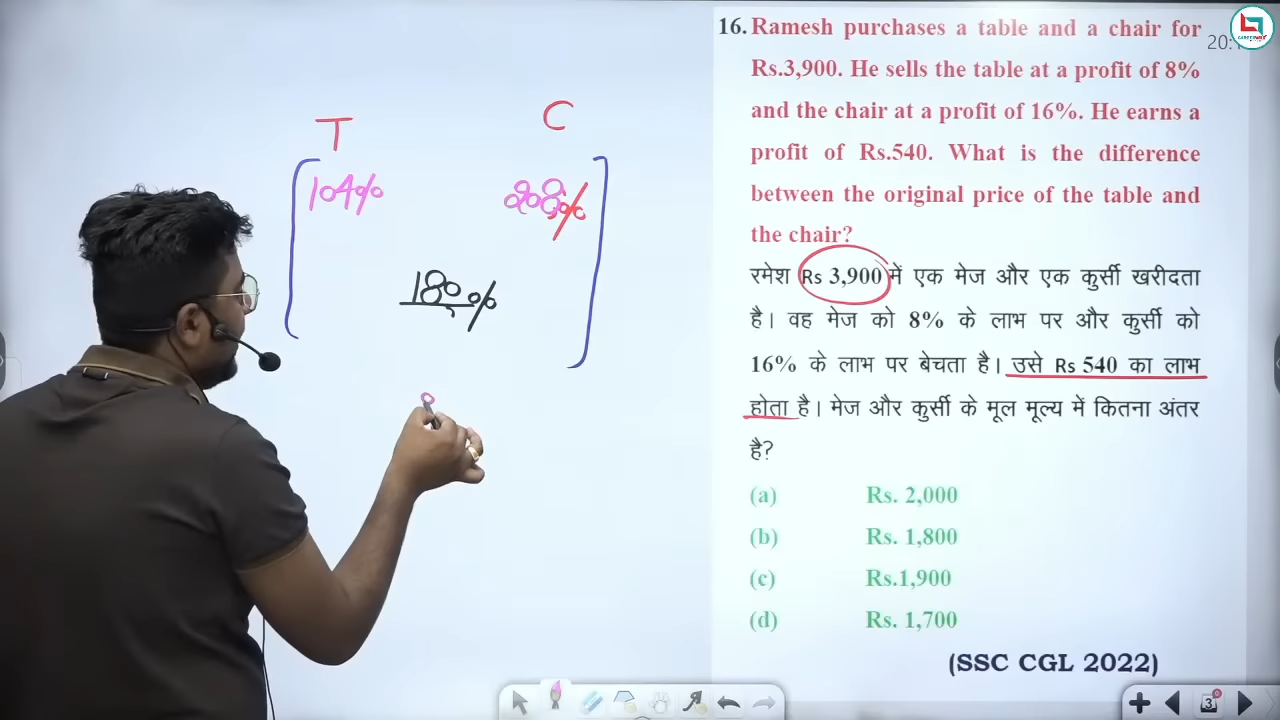 16. Ramesh purchases a table and a chair for
Rs.3,900. He sells the table at a profit of 8%
and the chair at a profit of 16%. He earns a
profit of Rs.540. What is the difference
between the original price of the table and
the chair?
रमेश Rs 3,900 में एक मेज और एक कुर्सी खरीदता
है। वह मेज को 8% के लाभ पर और कुर्सी को
16% के लाभ पर बेचता है। उसे Rs 540 का लाभ
होता है। मेज और कुर्सी के मूल मूल्य में कितना अंतर
है?
(a) Rs. 2,000
(b) Rs. 1,800
(c) Rs.1,900
(d) Rs. 1,700
(SSC CGL 2022)
T C
104% 208%
180%
3